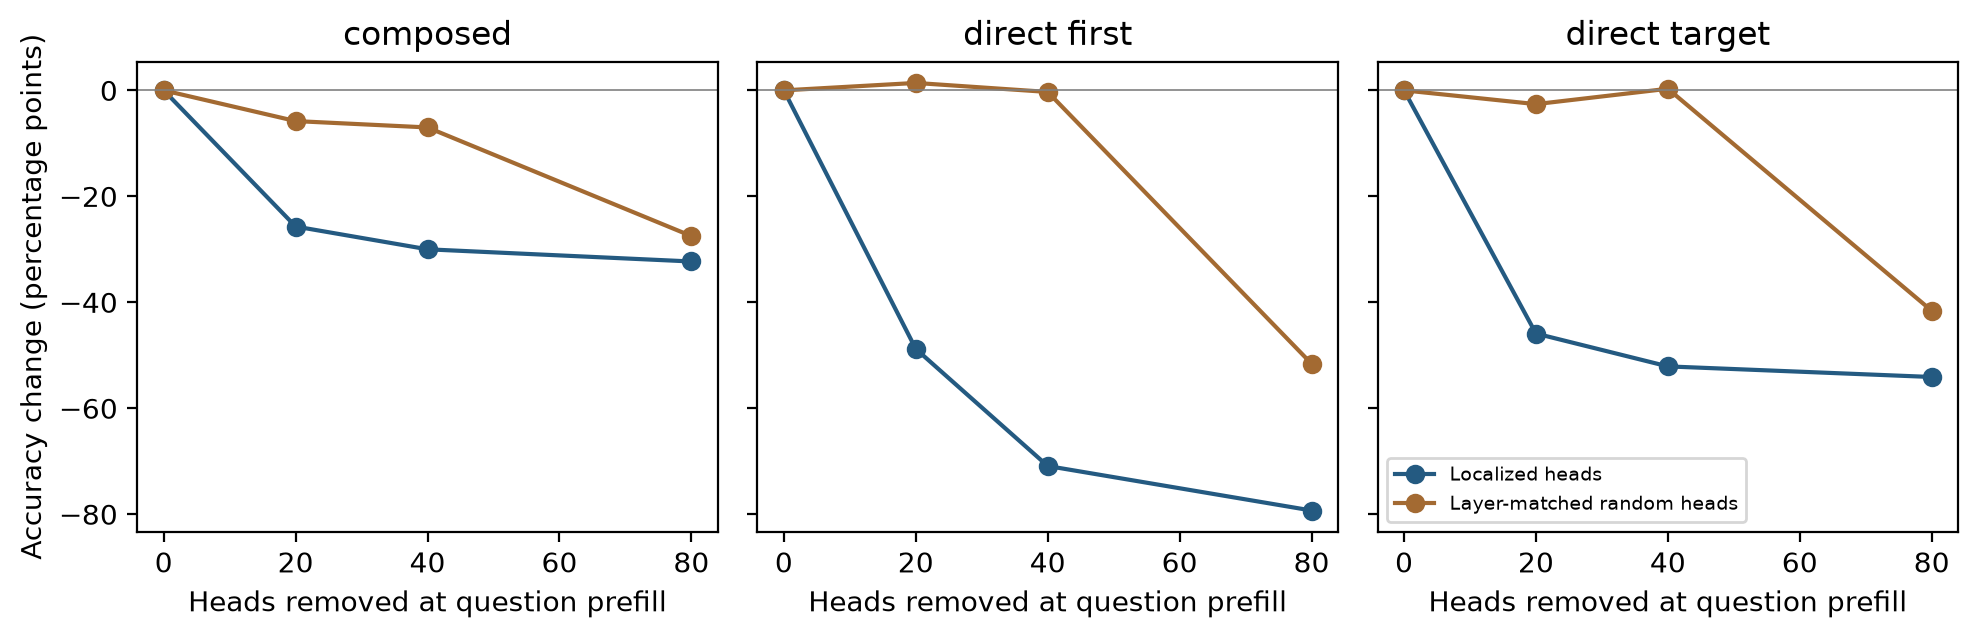 composed
direct first
direct target
Accuracy change (percentage points)
0
−20
−40
−60
−80
0 20 40 60 80
0 20 40 60 80
0 20 40 60 80
Heads removed at question prefill
Heads removed at question prefill
Heads removed at question prefill
Localized heads
Layer-matched random heads